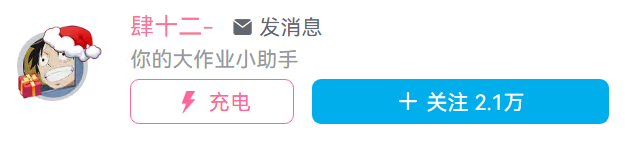 肆十二- 发消息
你的大作业小助手
充电 + 关注 2.1万